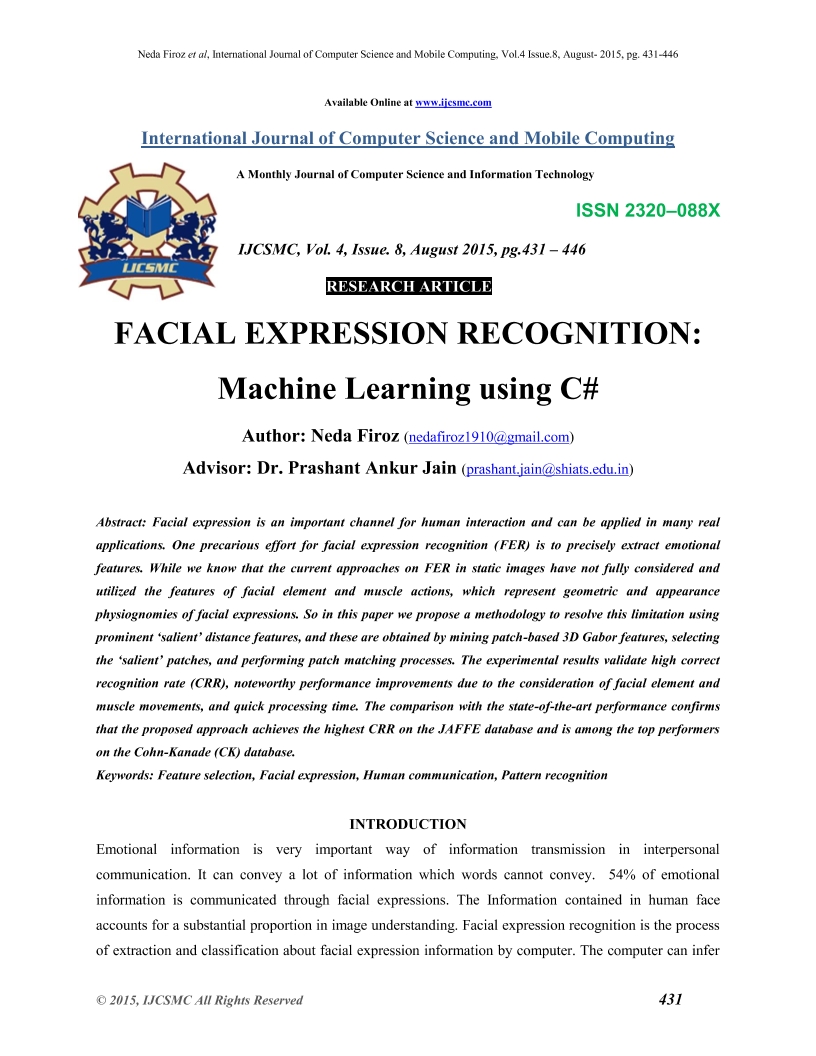 Neda Firoz et al, International Journal of Computer Science and Mobile Computing, Vol.4 Issue.8, August- 2015, pg. 431-446
Available Online at www.ijcsmc.com
International Journal of Computer Science and Mobile Computing
A Monthly Journal of Computer Science and Information Technology
ISSN 2320–088X
IJCSMC
IJCSMC, Vol. 4, Issue. 8, August 2015, pg.431 – 446
RESEARCH ARTICLE
FACIAL EXPRESSION RECOGNITION:
Machine Learning using C#
Author: Neda Firoz (nedafiroz1910@gmail.com)
Advisor: Dr. Prashant Ankur Jain (prashant.jain@shiats.edu.in)
Abstract: Facial expression is an important channel for human interaction and can be applied in many real
applications. One precarious effort for facial expression recognition (FER) is to precisely extract emotional
features. While we know that the current approaches on FER in static images have not fully considered and
utilized the features of facial element and muscle actions, which represent geometric and appearance
physiognomies of facial expressions. So in this paper we propose a methodology to resolve this limitation using
prominent ‘salient’ distance features, and these are obtained by mining patch-based 3D Gabor features, selecting
the ‘salient’ patches, and performing patch matching processes. The experimental results validate high correct
recognition rate (CRR), noteworthy performance improvements due to the consideration of facial element and
muscle movements, and quick processing time. The comparison with the state-of-the-art performance confirms
that the proposed approach achieves the highest CRR on the JAFFE database and is among the top performers
on the Cohn-Kanade (CK) database.
Keywords: Feature selection, Facial expression, Human communication, Pattern recognition
INTRODUCTION
Emotional information is very important way of information transmission in interpersonal
communication. It can convey a lot of information which words cannot convey. 54% of emotional
information is communicated through facial expressions. The Information contained in human face
accounts for a substantial proportion in image understanding. Facial expression recognition is the process
of extraction and classification about facial expression information by computer. The computer can infer
© 2015, IJCSMC All Rights Reserved 431